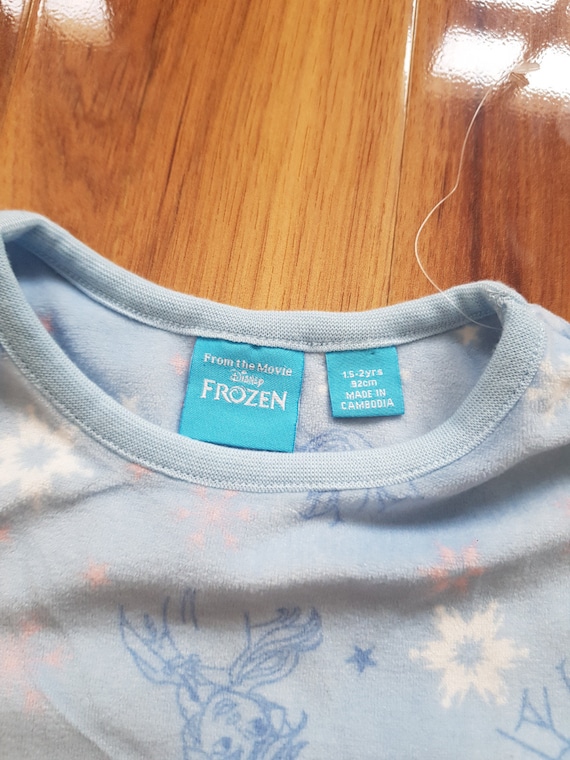 From the Movie
Disney
FROZEN
1.5-2yrs
92cm
MADE IN
CAMBODIA